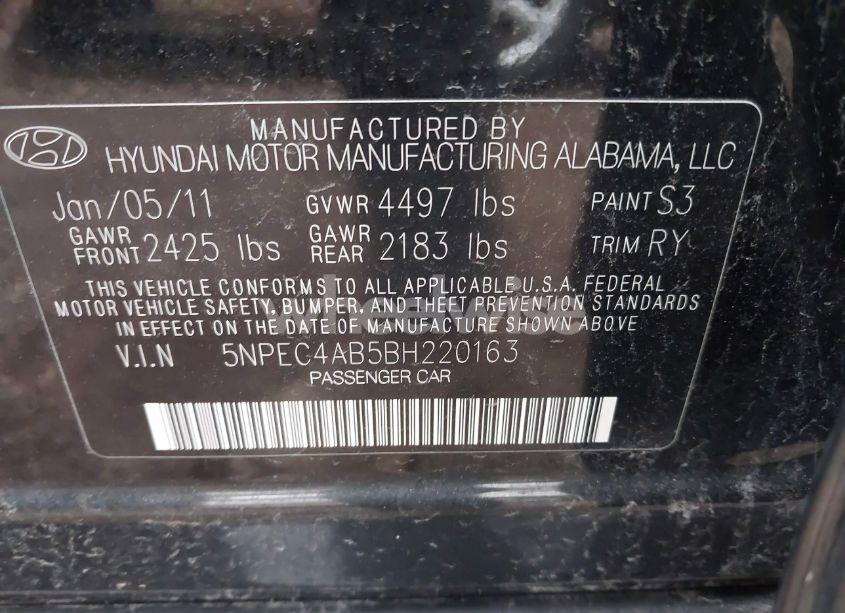 MANUFACTURED BY
HYUNDAI MOTOR MANUFACTURING ALABAMA, LLC
Jan/05/11 GVWR 4497 lbs PAINT S3
GAWR FRONT 2425 lbs GAWR REAR 2183 lbs TRIM RY
THIS VEHICLE CONFORMS TO ALL APPLICABLE U.S.A. FEDERAL
MOTOR VEHICLE SAFETY, BUMPER, AND THEFT PREVENTION STANDARDS
IN EFFECT ON THE DATE OF MANUFACTURE SHOWN ABOVE
V.I.N 5NPEC4AB5BH220163
PASSENGER CAR